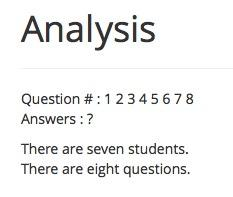 Analysis
Question # : 1 2 3 4 5 6 7 8
Answers : ?
There are seven students.
There are eight questions.